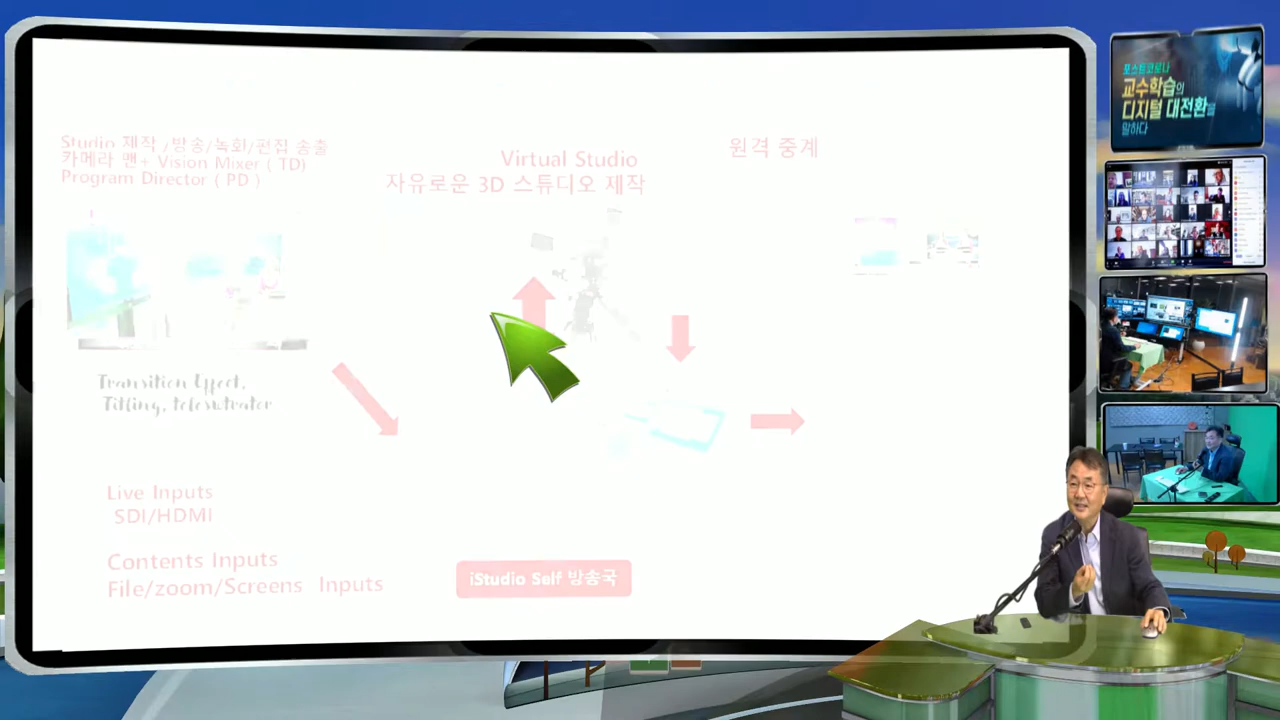 Studio 제작 /방송/녹화/편집 송출
카메라 맨+ Vision Mixer ( TD)
Program Director ( PD )
Virtual Studio
자유로운 3D 스튜디오 제작
원격 중계
Transition Effect,
Titling, teleswtrator
Live Inputs
SDI/HDMI
Contents Inputs
File/zoom/Screens Inputs
iStudio Self 방송국
포스트코로나
교수학습의
디지털 대전환을
말하다